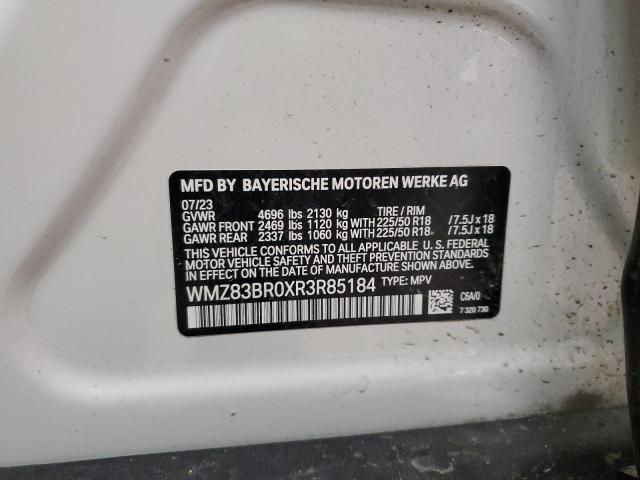 MFD BY BAYERISCHE MOTOREN WERKE AG
07/23
GVWR 4696 lbs 2130 kg TIRE / RIM
GAWR FRONT 2469 lbs 1120 kg WITH 225/50 R18 /7.5J x 18
GAWR REAR 2337 lbs 1060 kg WITH 225/50 R18 /7.5J x 18
THIS VEHICLE CONFORMS TO ALL APPLICABLE U.S. FEDERAL
MOTOR VEHICLE SAFETY AND THEFT PREVENTION STANDARDS
IN EFFECT ON THE DATE OF MANUFACTURE SHOWN ABOVE.
WMZ83BR0XR3R85184 TYPE: MPV
C6A/0
7 320 730